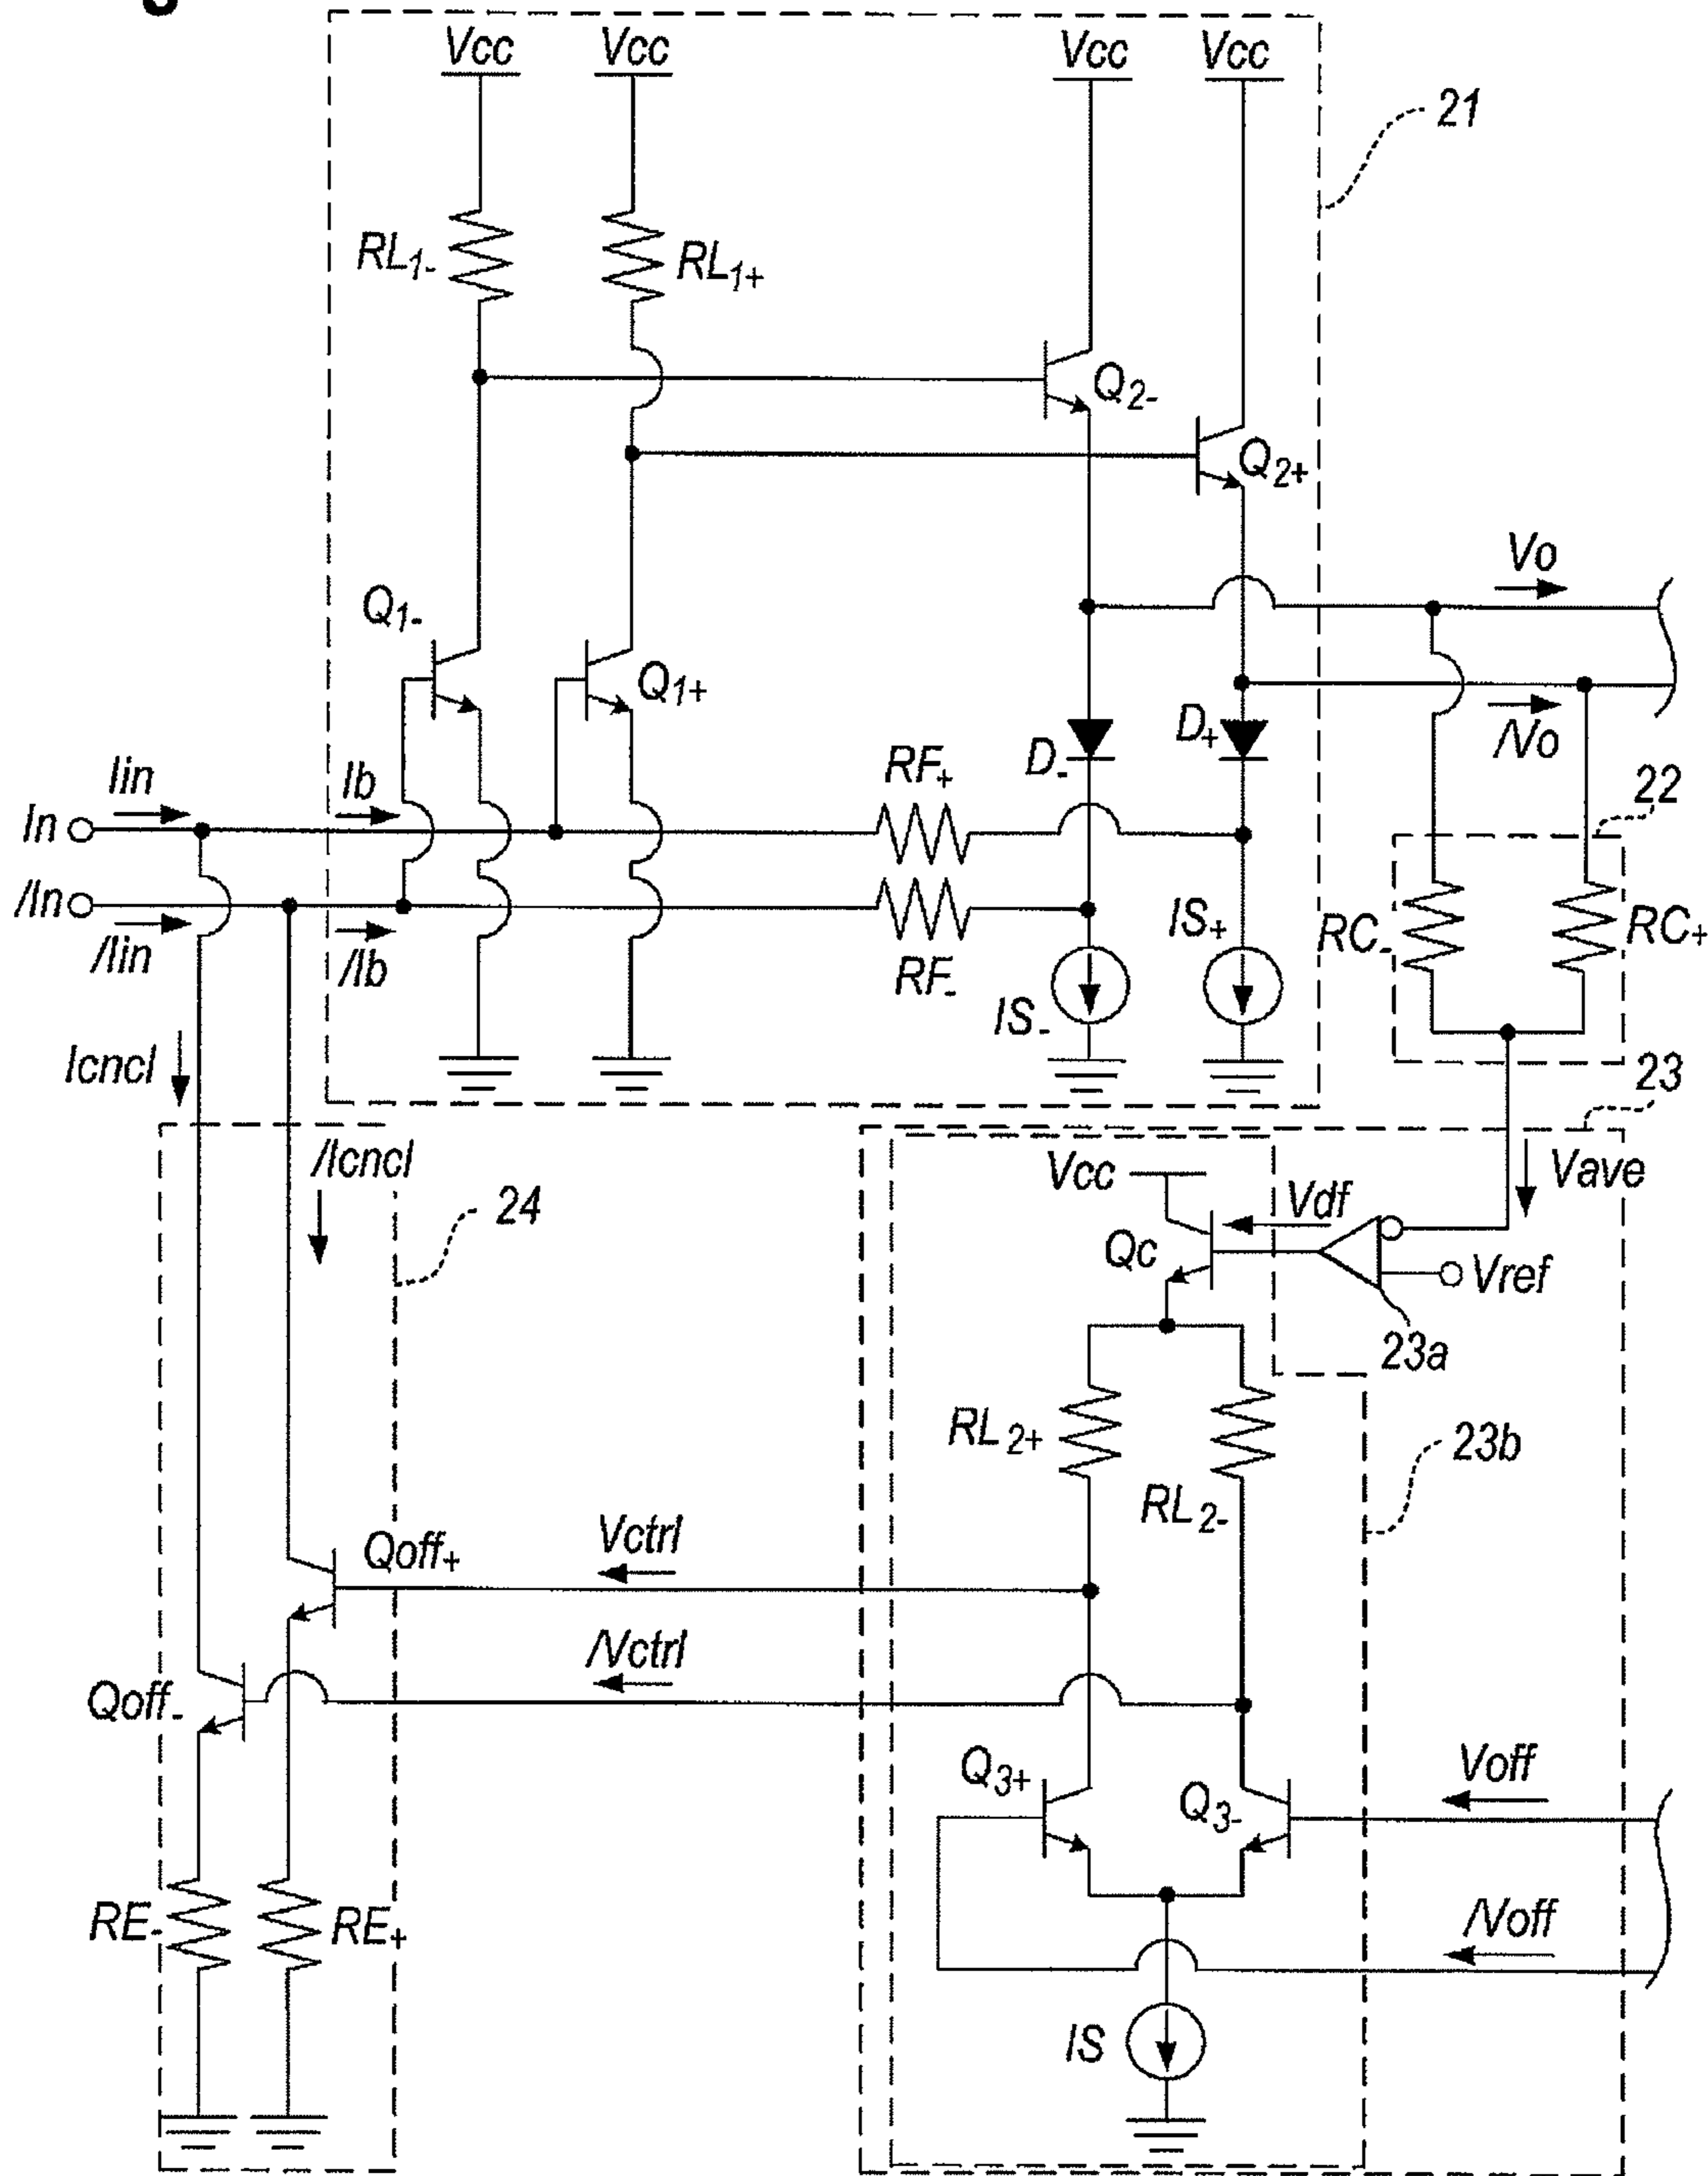 Vcc Vcc Vcc Vcc
21
RL1- RL1+
Q2-
Q2+
Vo
Q1-
Q1+
D+
/Vo
D-
RF+
Iin
Ib
22
In
/In
IS+
RC- RC+
/Iin
/Ib
RF-
IS-
Icncl
23
/Icncl
Vcc
Vave
24
Vdf
Qc
Vref
23a
RL2+
23b
RL2-
Vctrl
Qoff+
/Vctrl
Qoff-
Q3+
Voff
Q3-
RE- RE+
/Voff
IS